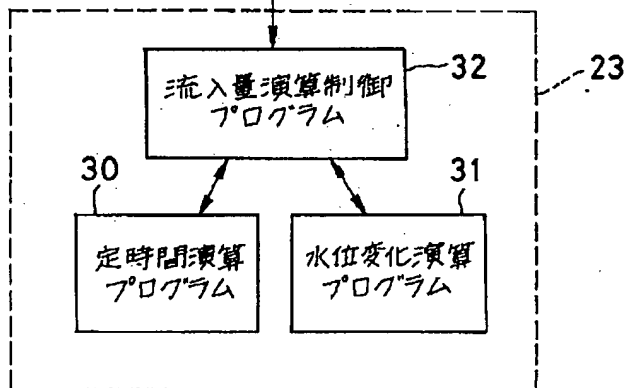 流入量演算制御
プログラム
32
23
30
定時間演算
プログラム
31
水位変化演算
プログラム